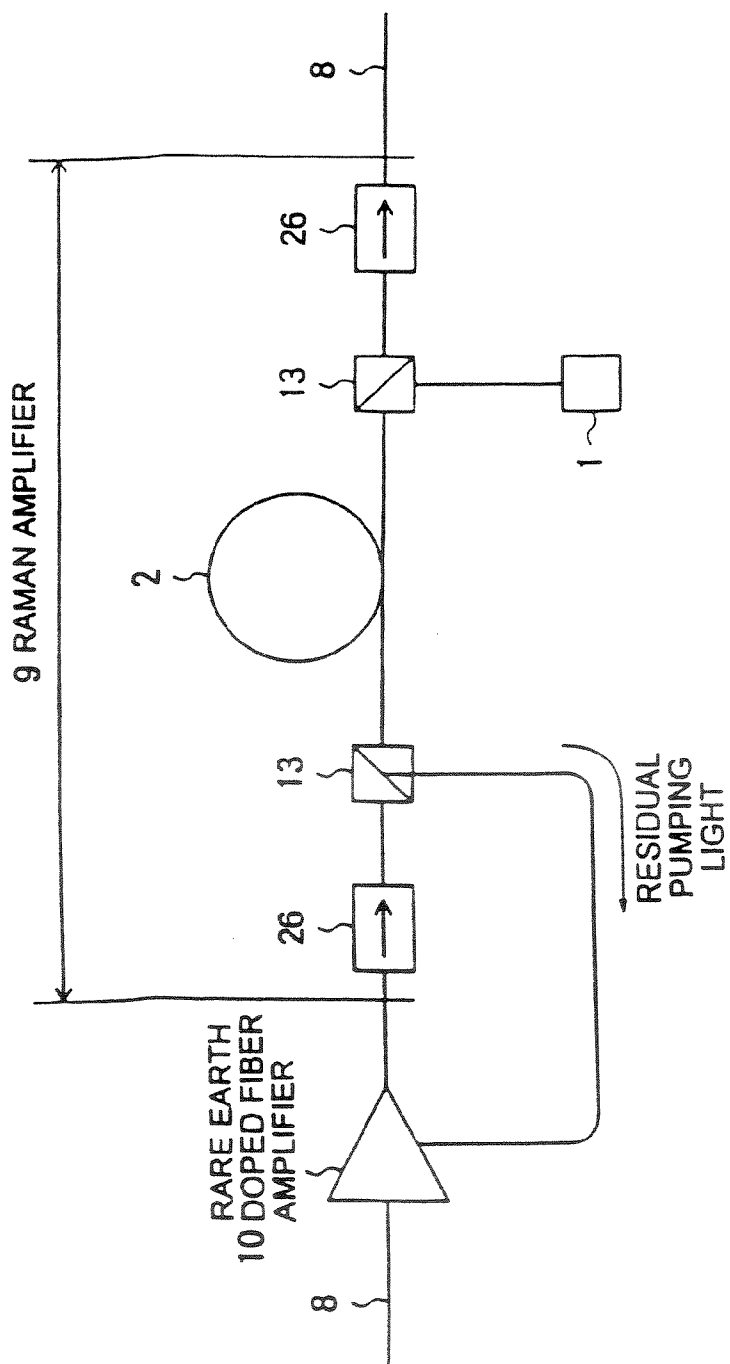 9 RAMAN AMPLIFIER
8
26
13
2
13
26
1
RARE EARTH
10 DOPED FIBER
AMPLIFIER
RESIDUAL
PUMPING
LIGHT
8